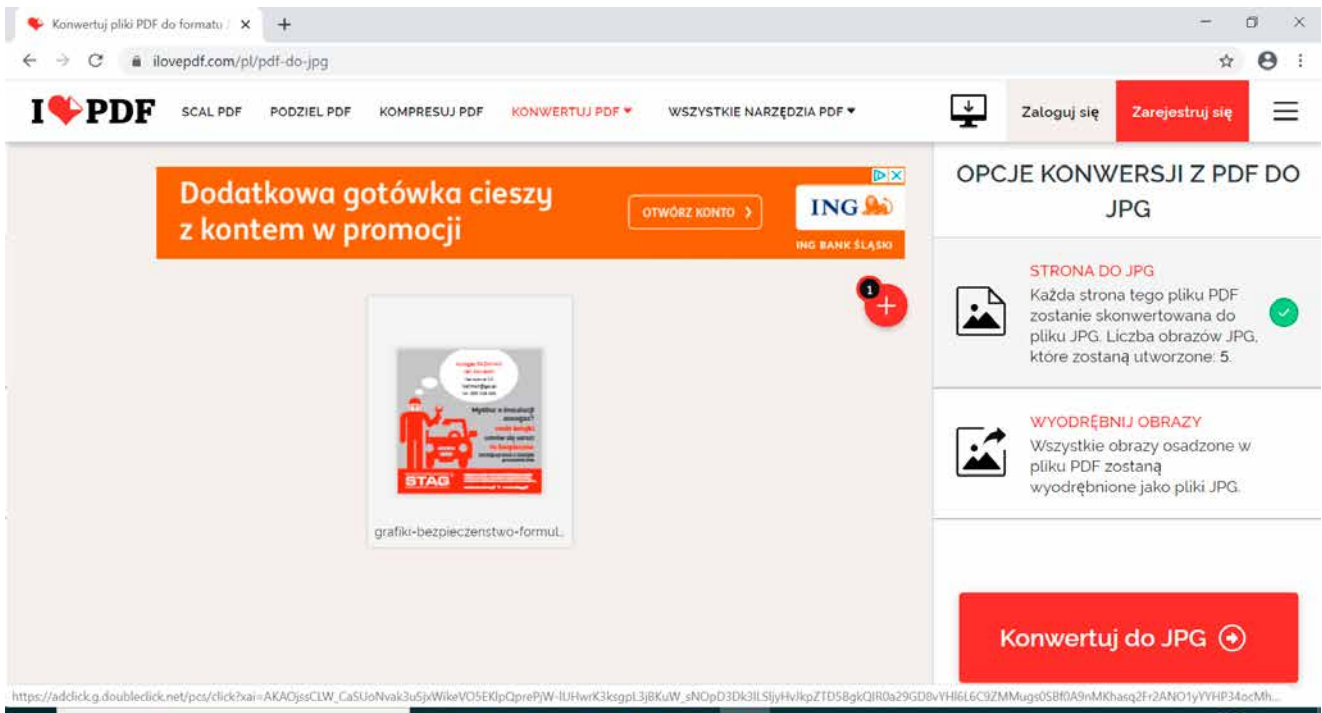 Konwertuj pliki PDF do formatu J
ilovepdf.com/pl/pdf-do-jpg
I PDF
SCAL PDF
PODZIEL PDF
KOMPRESUJ PDF
KONWERTUJ PDF
WSZYSTKIE NARZĘDZIA PDF
Zaloguj się
Zarejestruj się
Dodatkowa gotówka cieszy
z kontem w promocji
OTWÓRZ KONTO
ING
ING BANK ŚLĄSKI
1
Myślisz o instalacji
STAG
grafiki-bezpieczenstwo-formul...
OPCJE KONWERSJI Z PDF DO
JPG
STRONA DO JPG
Każda strona tego pliku PDF
zostanie skonwertowana do
pliku JPG. Liczba obrazów JPG,
które zostaną utworzone: 5.
WYODRĘBNIJ OBRAZY
Wszystkie obrazy osadzone w
pliku PDF zostaną
wyodrębnione jako pliki JPG.
Konwertuj do JPG